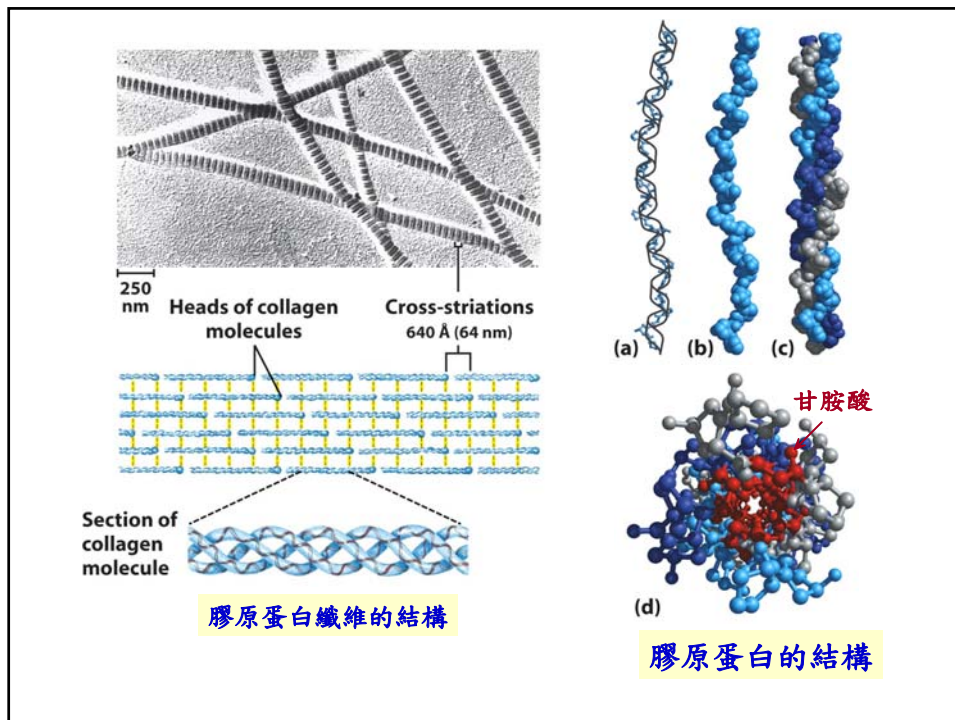 250
nm
Heads of collagen
molecules
Cross-striations
640 Å (64 nm)
Section of
collagen
molecule
膠原蛋白纖維的結構
(a)
(b)
(c)
甘胺酸
(d)
膠原蛋白的結構